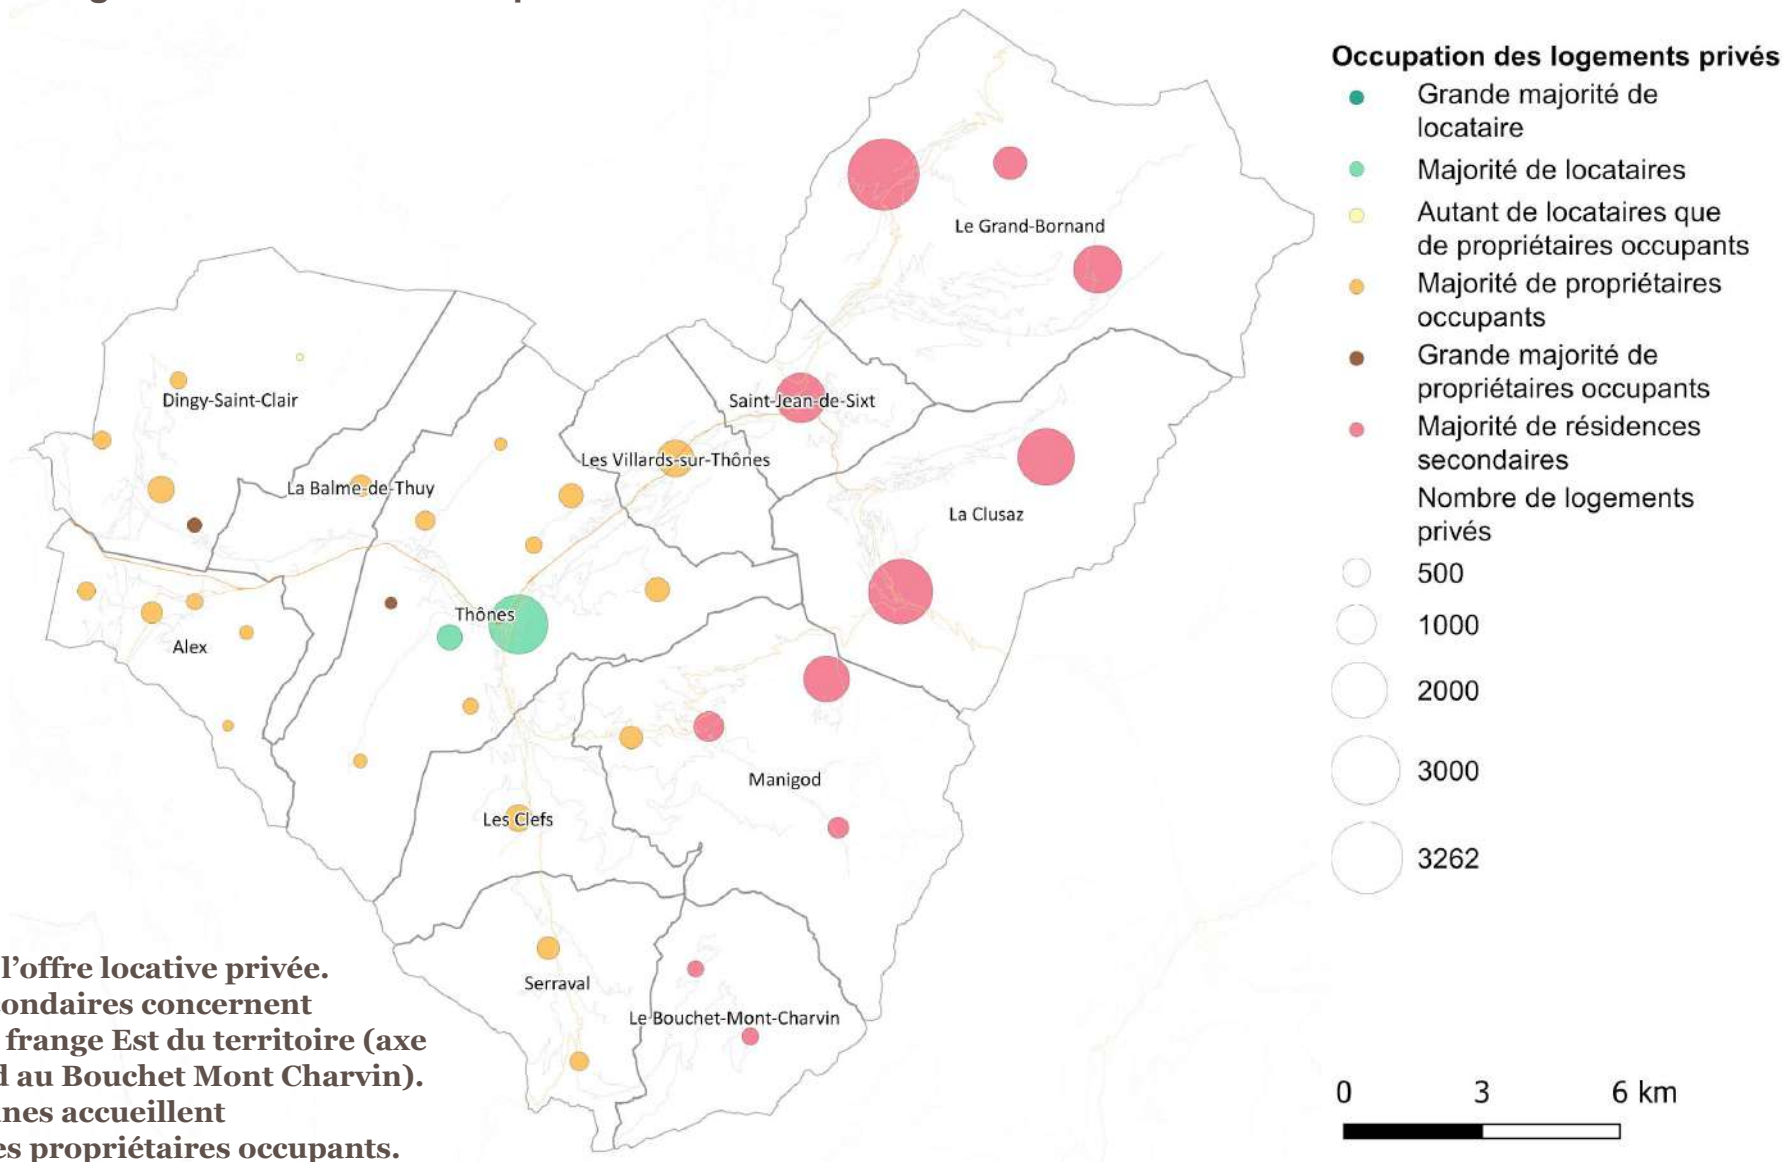 Occupation des logements privés
Grande majorité de
locataire
Majorité de locataires
Autant de locataires que
de propriétaires occupants
Majorité de propriétaires
occupants
Grande majorité de
propriétaires occupants
Majorité de résidences
secondaires
Nombre de logements
privés
500
1000
2000
3000
3262
Le Grand-Bornand
Dingy-Saint-Clair
Saint-Jean-de-Sixt
Les Villards-sur-Thônes
La Balme-de-Thuy
La Clusaz
Thônes
Alex
Manigod
Les Clefs
Serraval
Le Bouchet-Mont-Charvin
l’offre locative privée.
condaires concernent
frange Est du territoire (axe
d au Bouchet Mont Charvin).
nes accueillent
es propriétaires occupants.
0 3 6 km